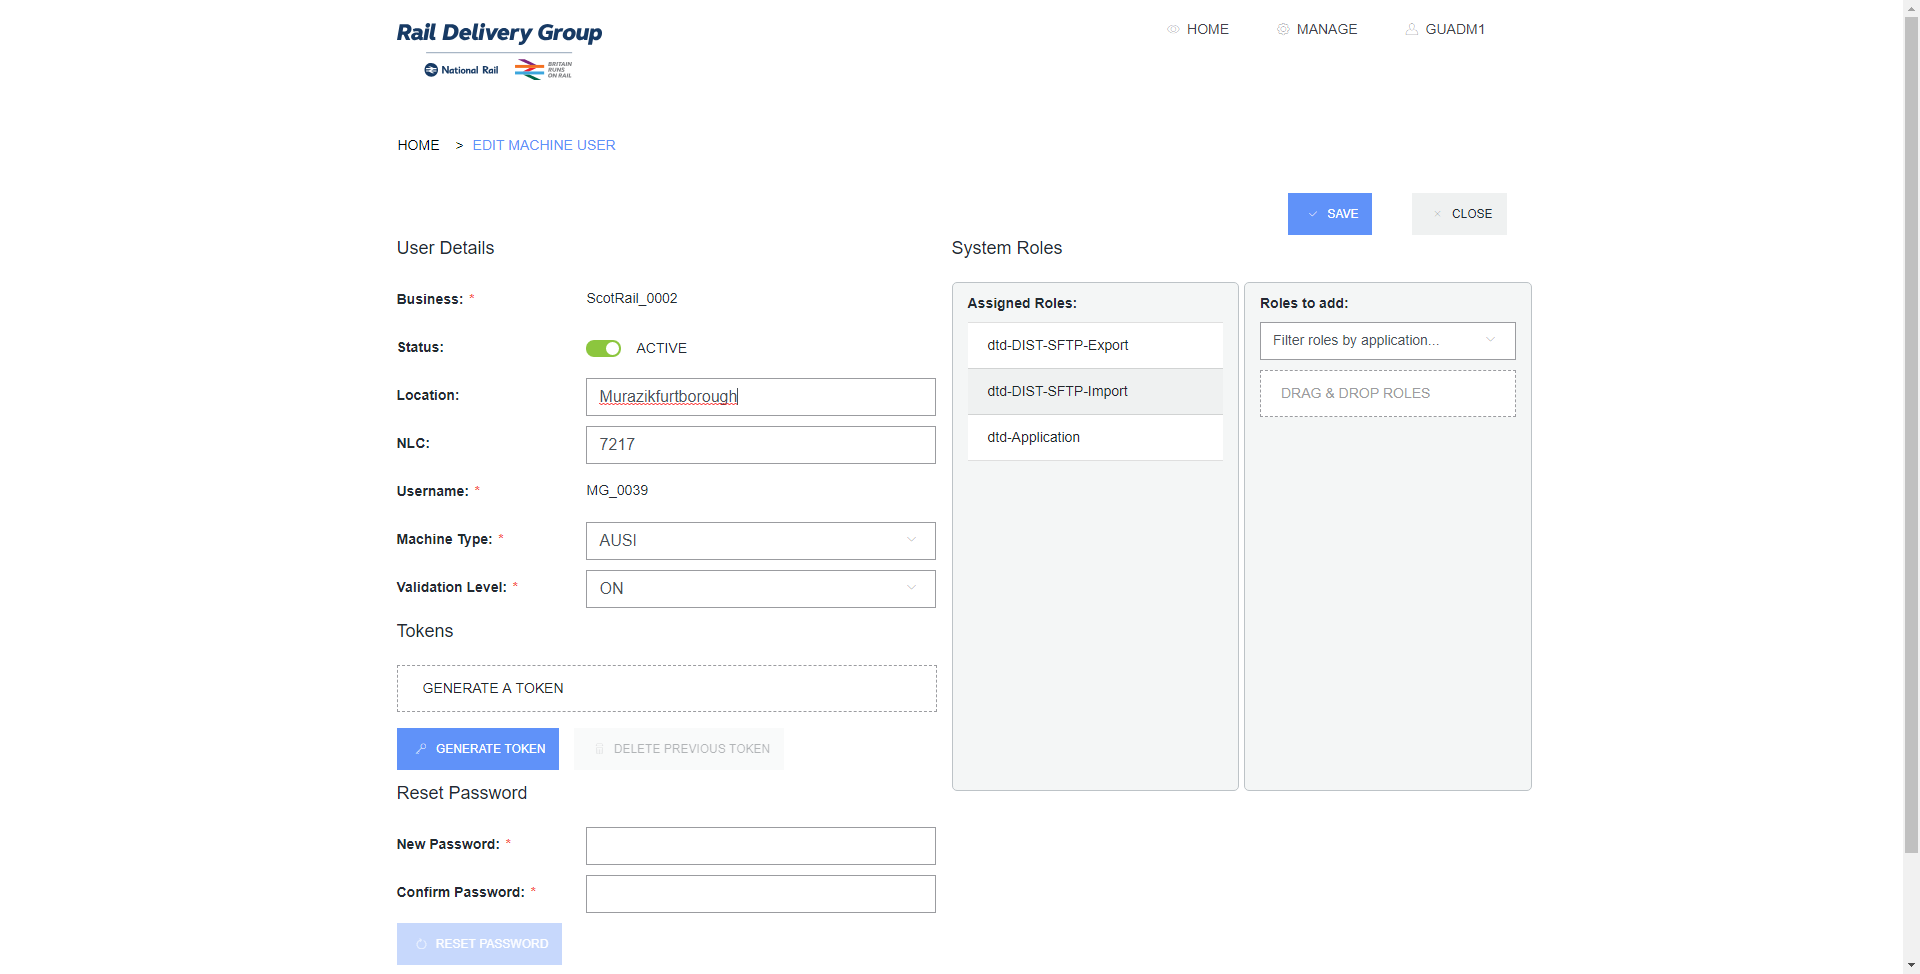 Rail Delivery Group
National Rail
BRITAIN
RUNS
ON RAIL
HOME
MANAGE
GUADM1
HOME > EDIT MACHINE USER
SAVE
CLOSE
User Details
Business: *
ScotRail_0002
Status:
ACTIVE
Location:
Murazikfurtborough
NLC:
7217
Username: *
MG_0039
Machine Type: *
AUSI
Validation Level: *
ON
Tokens
GENERATE A TOKEN
GENERATE TOKEN
DELETE PREVIOUS TOKEN
Reset Password
New Password: *
Confirm Password: *
RESET PASSWORD
System Roles
Assigned Roles:
dtd-DIST-SFTP-Export
dtd-DIST-SFTP-Import
dtd-Application
Roles to add:
Filter roles by application...
DRAG & DROP ROLES